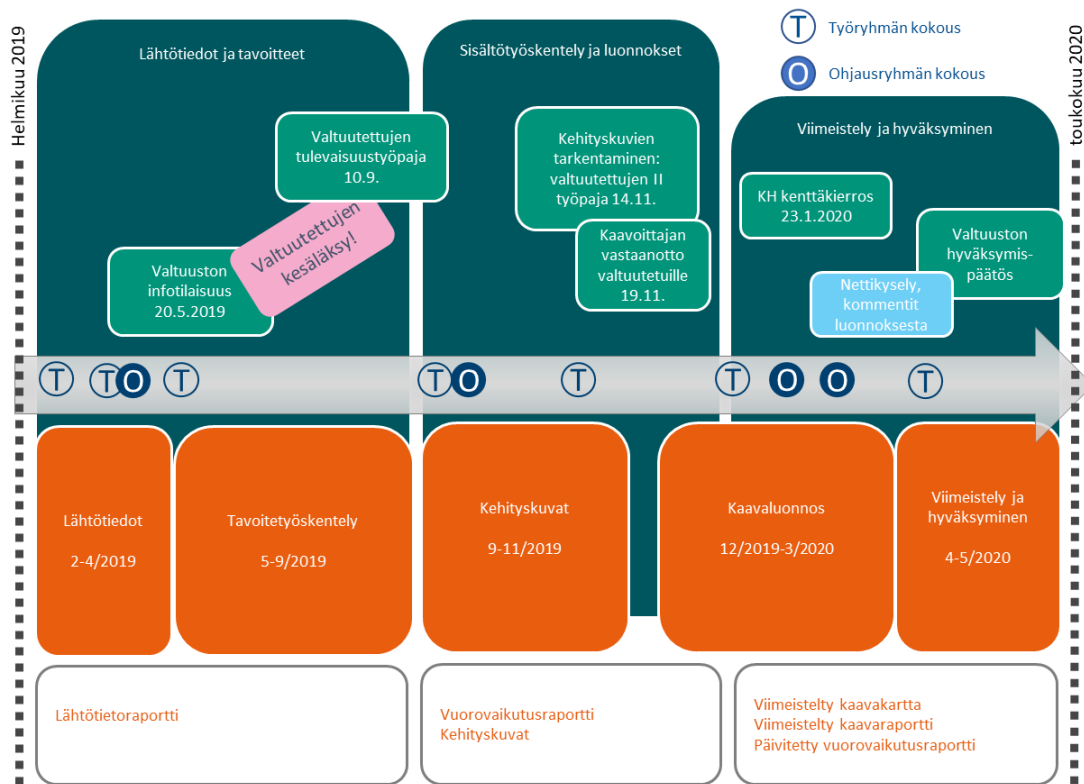 Helmikuu 2019
Lähtötiedot ja tavoitteet
Sisältötyöskentely ja luonnokset
T Työryhmän kokous
O Ohjausryhmän kokous
toukokuu 2020
Viimeistely ja hyväksyminen
Valtuutettujen
tulevaisuustyöpaja
10.9.
Valtuutettujen
kesäläksy!
Valtuuston
infotilaisuus
20.5.2019
Kehityskuvien
tarkentaminen:
valtuutettujen II
työpaja 14.11.
Kaavoittajan
vastaanotto
valtuutetuille
19.11.
KH kenttäkierros
23.1.2020
Valtuuston
hyväksymis-
päätös
Nettikysely,
kommentit
luonnoksesta
T T O T T O T T O O T
Lähtötiedot
2-4/2019
Tavoitetyöskentely
5-9/2019
Kehityskuvat
9-11/2019
Kaavaluonnos
12/2019-3/2020
Viimeistely ja
hyväksyminen
4-5/2020
Lähtötietoraportti
Vuorovaikutusraportti
Kehityskuvat
Viimeistelty kaavakartta
Viimeistelty kaavaraportti
Päivitetty vuorovaikutusraportti